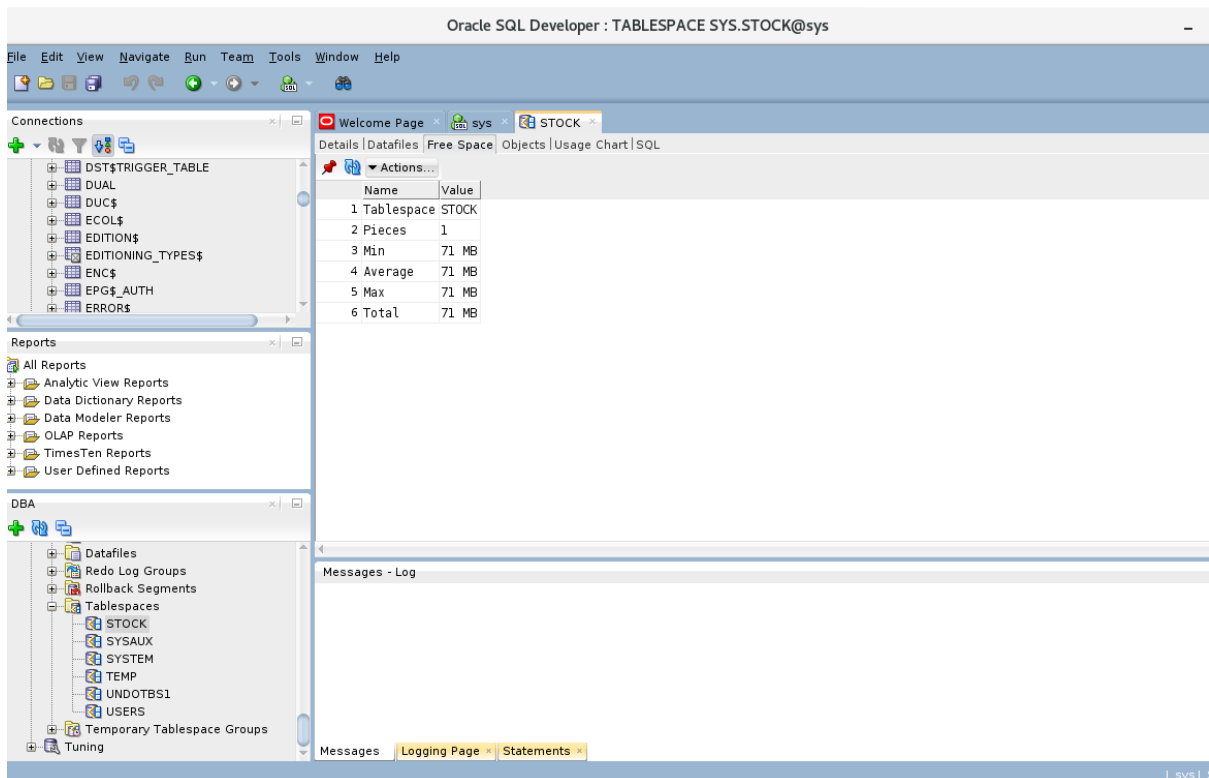 Oracle SQL Developer : TABLESPACE SYS.STOCK@sys
File Edit View Navigate Run Team Tools Window Help
Connections
DST$TRIGGER_TABLE
DUAL
DUC$
ECOL$
EDITION$
EDITIONING_TYPES$
ENC$
EPG$_AUTH
ERROR$
Reports
All Reports
Analytic View Reports
Data Dictionary Reports
Data Modeler Reports
OLAP Reports
TimesTen Reports
User Defined Reports
DBA
Datafiles
Redo Log Groups
Rollback Segments
Tablespaces
STOCK
SYSAUX
SYSTEM
TEMP
UNDOTBS1
USERS
Temporary Tablespace Groups
Tuning
Welcome Page sys STOCK
Details Datafiles Free Space Objects Usage Chart SQL
Actions...
Name Value
1 Tablespace STOCK
2 Pieces 1
3 Min 71 MB
4 Average 71 MB
5 Max 71 MB
6 Total 71 MB
Messages - Log
Messages Logging Page Statements
sys